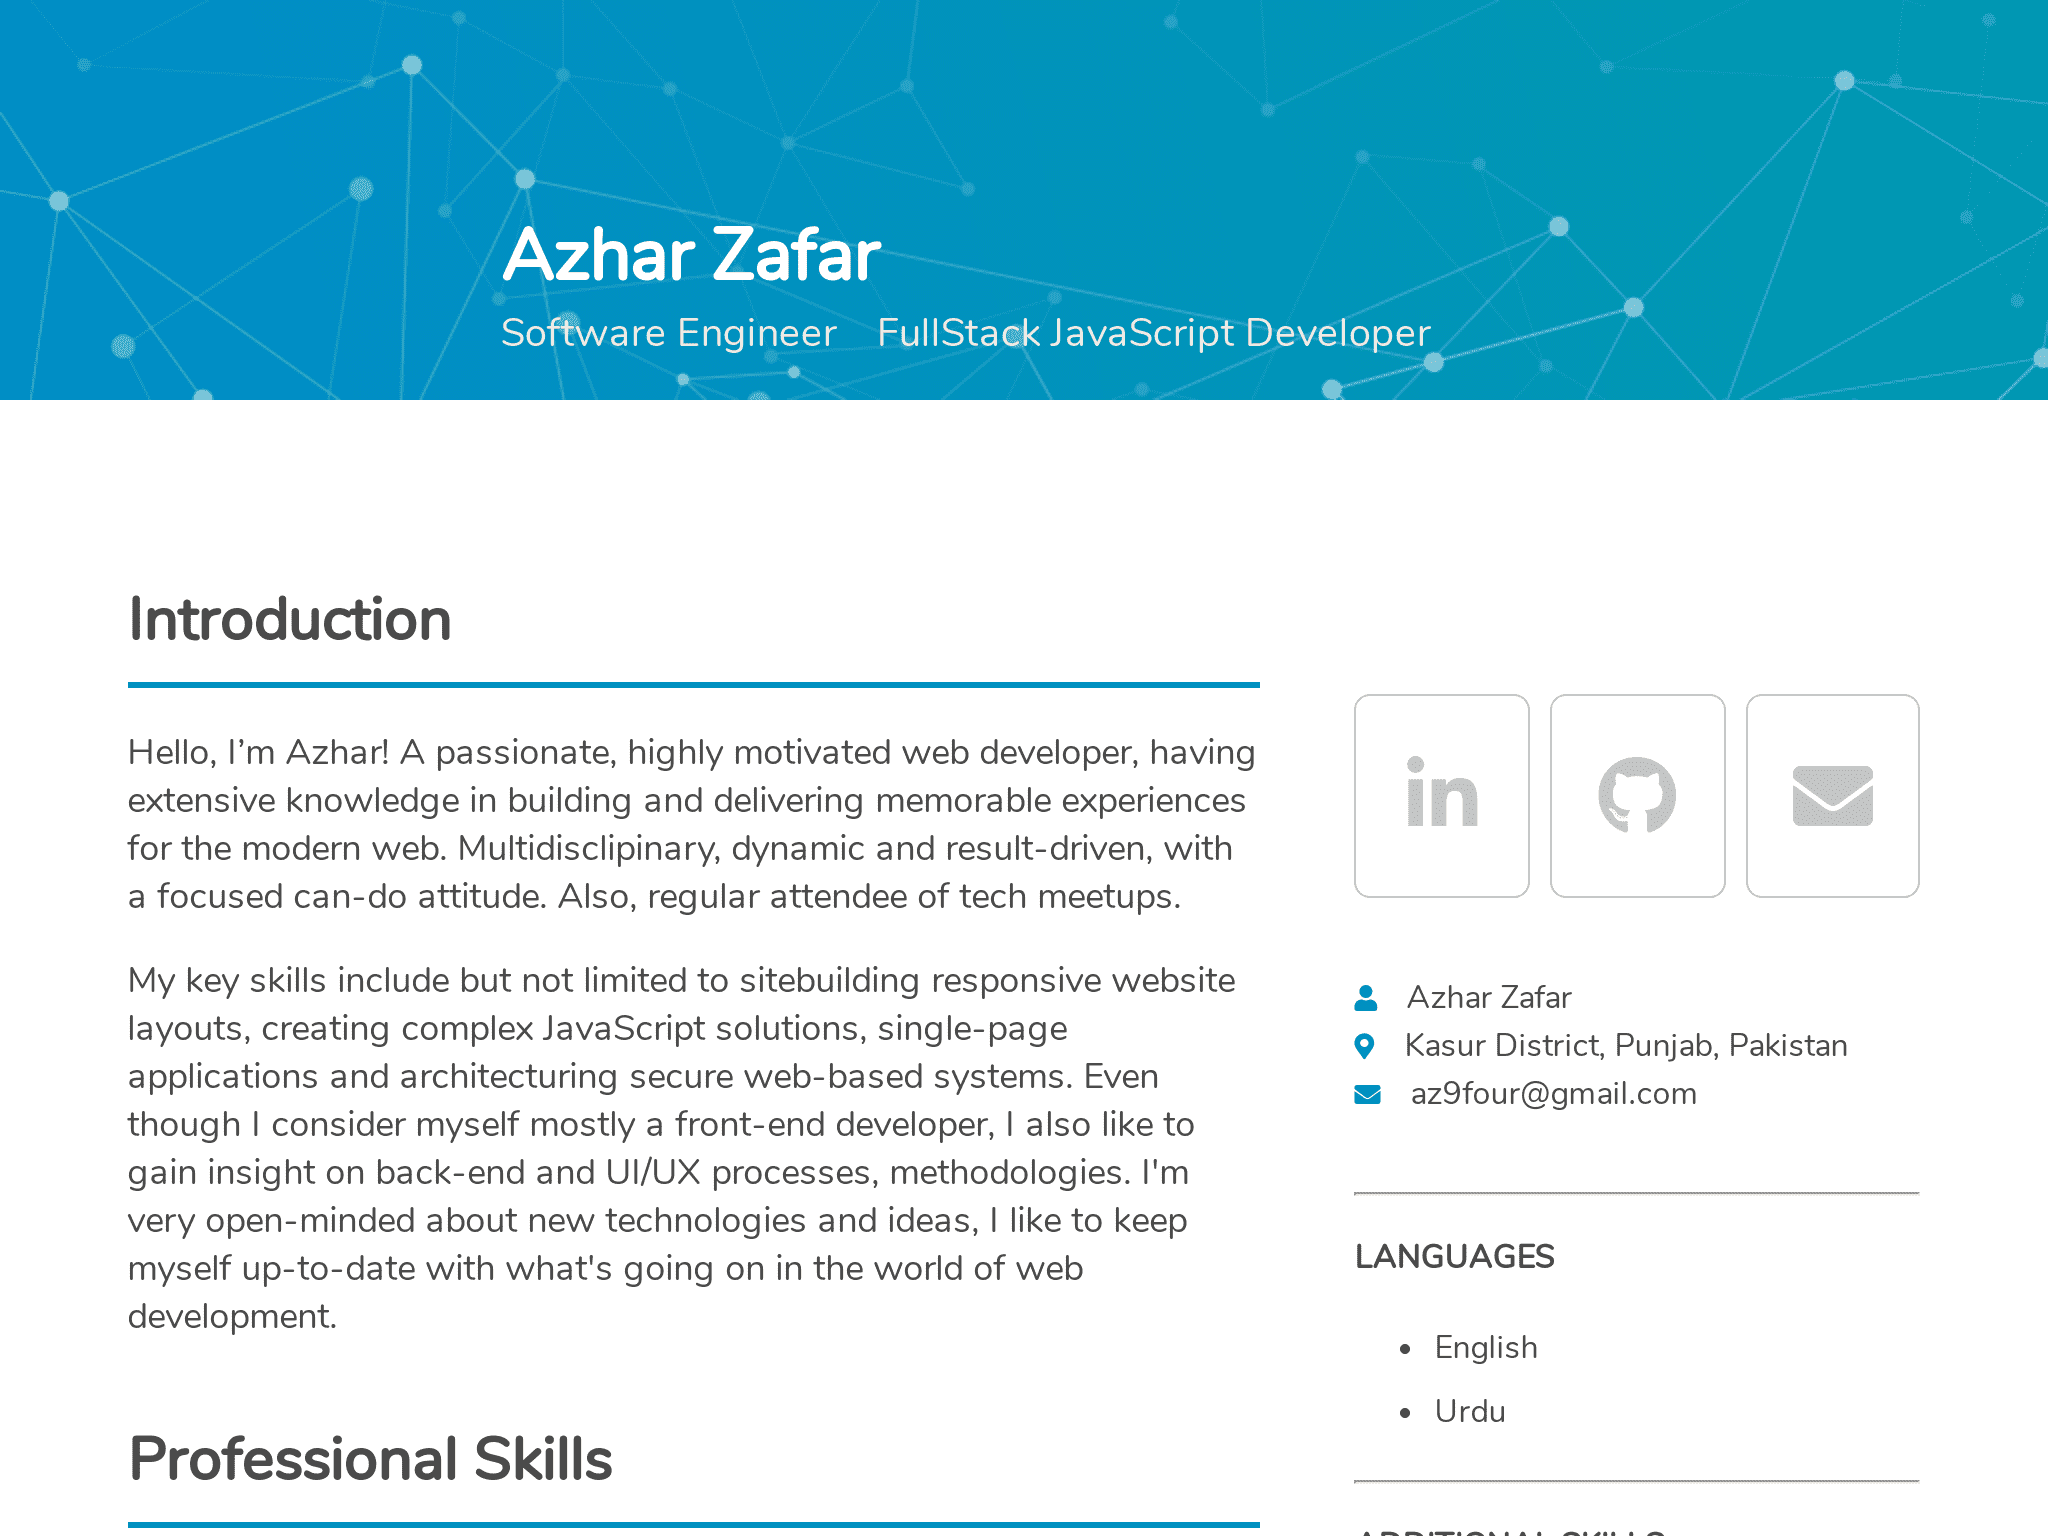 Azhar Zafar
Software Engineer FullStack JavaScript Developer
Introduction
Hello, I’m Azhar! A passionate, highly motivated web developer, having
extensive knowledge in building and delivering memorable experiences
for the modern web. Multidisclipinary, dynamic and result-driven, with
a focused can-do attitude. Also, regular attendee of tech meetups.
My key skills include but not limited to sitebuilding responsive website
layouts, creating complex JavaScript solutions, single-page
applications and architecturing secure web-based systems. Even
though I consider myself mostly a front-end developer, I also like to
gain insight on back-end and UI/UX processes, methodologies. I'm
very open-minded about new technologies and ideas, I like to keep
myself up-to-date with what's going on in the world of web
development.
Professional Skills
in
Azhar Zafar
Kasur District, Punjab, Pakistan
az9four@gmail.com
LANGUAGES
• English
• Urdu